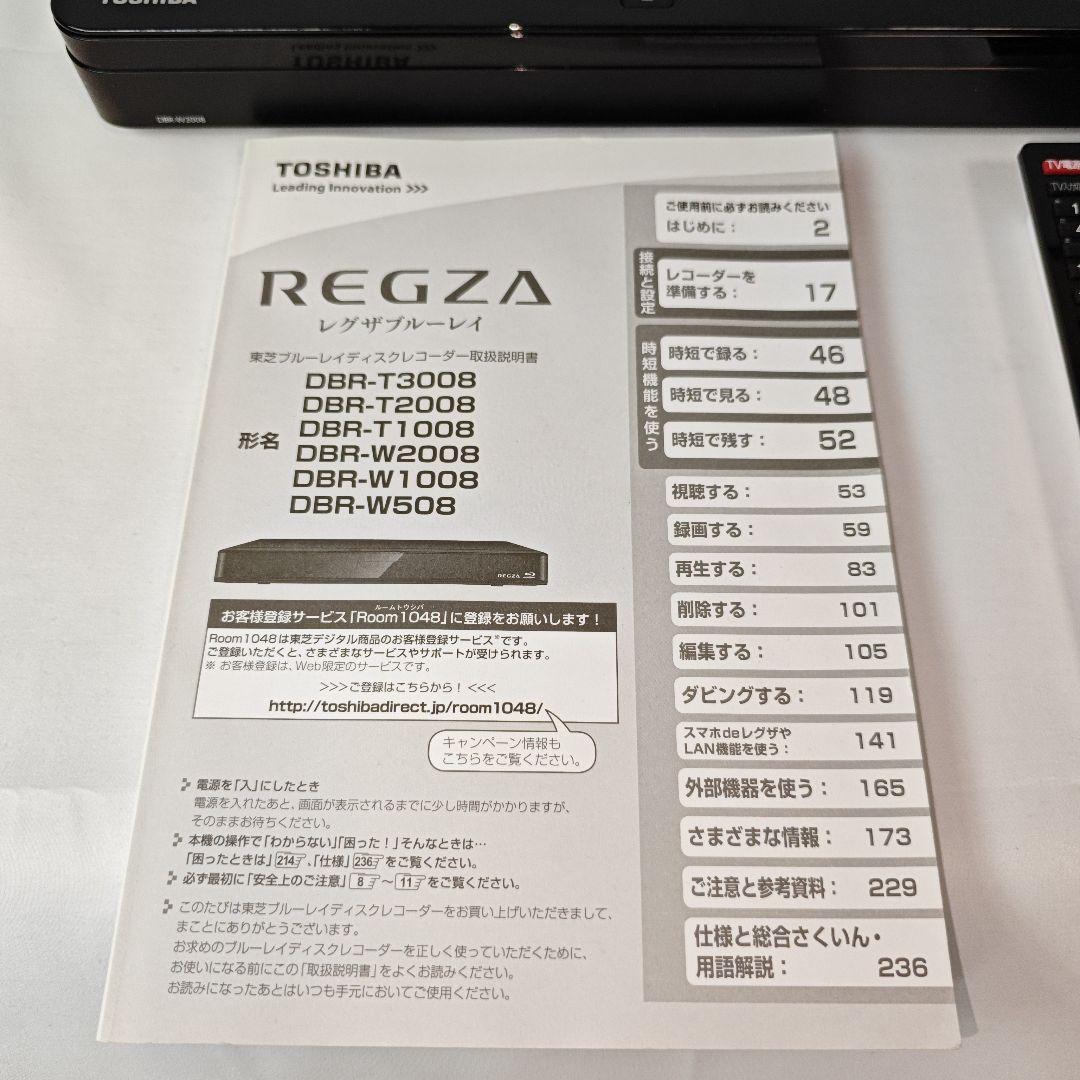 TOSHIBA
Leading Innovation >>>
TOSHIBA
DBR-W2008
TOSHIBA
Leading Innovation >>>
REGZA
レグザブルーレイ
東芝ブルーレイディスクレコーダー取扱説明書
形名
DBR-T3008
DBR-T2008
DBR-T1008
DBR-W2008
DBR-W1008
DBR-W508
REGZA
お客様登録サービス「Room1048」に登録をお願いします!
ルームトウシバ
Room1048は東芝デジタル商品のお客様登録サービス*です。
ご登録いただくと、さまざまなサービスやサポートが受けられます。
※ お客様登録は、Web限定のサービスです。
>>>ご登録はこちらから! <<<
http://toshibadirect.jp/room1048/
キャンペーン情報も
こちらをご覧ください。
電源を「入」にしたとき
電源を入れたあと、画面が表示されるまでに少し時間がかかりますが、
そのままお待ちください。
本機の操作で「わからない」「困った!」そんなときは…
「困ったときは」214、「仕様」236をご覧ください。
必ず最初に「安全上のご注意」8～11をご覧ください。
このたびは東芝ブルーレイディスクレコーダーをお買い上げいただきまして、
まことにありがとうございます。
お求めのブルーレイディスクレコーダーを正しく使っていただくために、
お使いになる前にこの「取扱説明書」をよくお読みください。
お読みになったあとはいつも手元においてご使用ください。
ご使用前に必ずお読みください
はじめに: 2
接続と設定
レコーダーを
準備する: 17
時短機能を使う
時短で録る: 46
時短で見る: 48
時短で残す: 52
視聴する: 53
録画する: 59
再生する: 83
削除する: 101
編集する: 105
ダビングする: 119
スマホdeレグザや
LAN機能を使う: 141
外部機器を使う: 165
さまざまな情報: 173
ご注意と参考資料: 229
仕様と総合さくいん・
用語解説: 236
TV電源
1
4